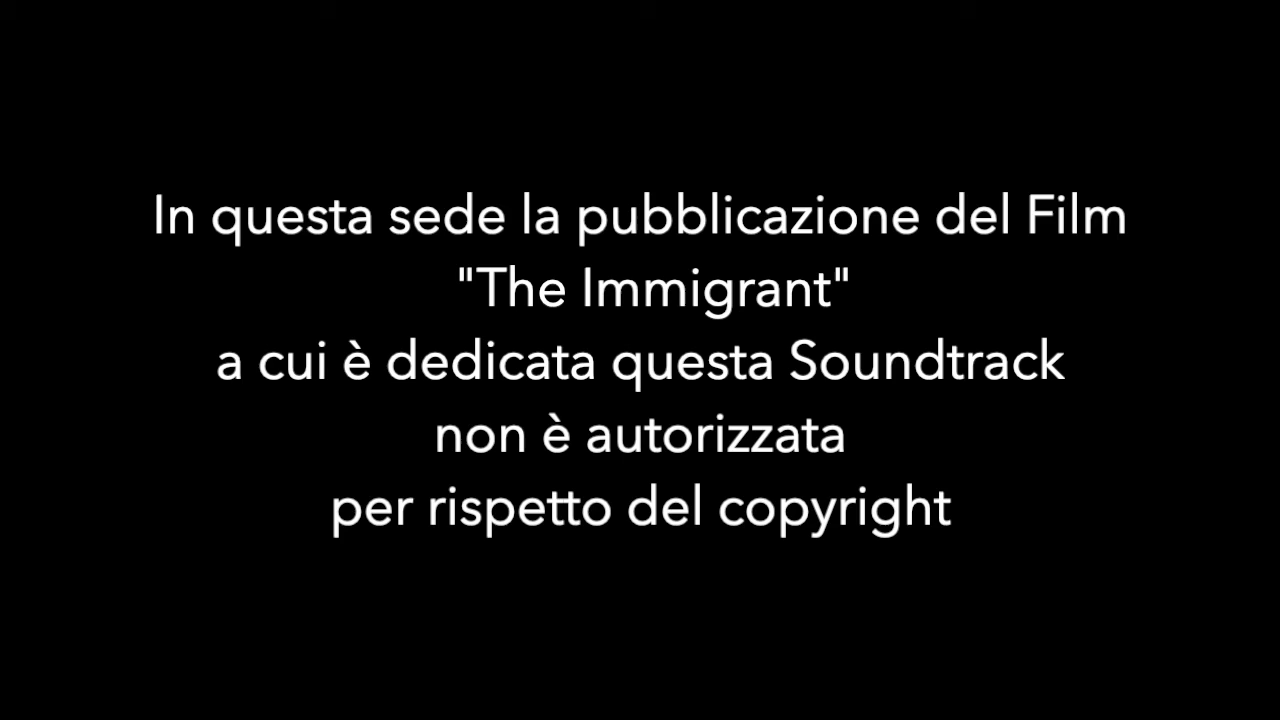 In questa sede la pubblicazione del Film
"The Immigrant"
a cui è dedicata questa Soundtrack
non è autorizzata
per rispetto del copyright